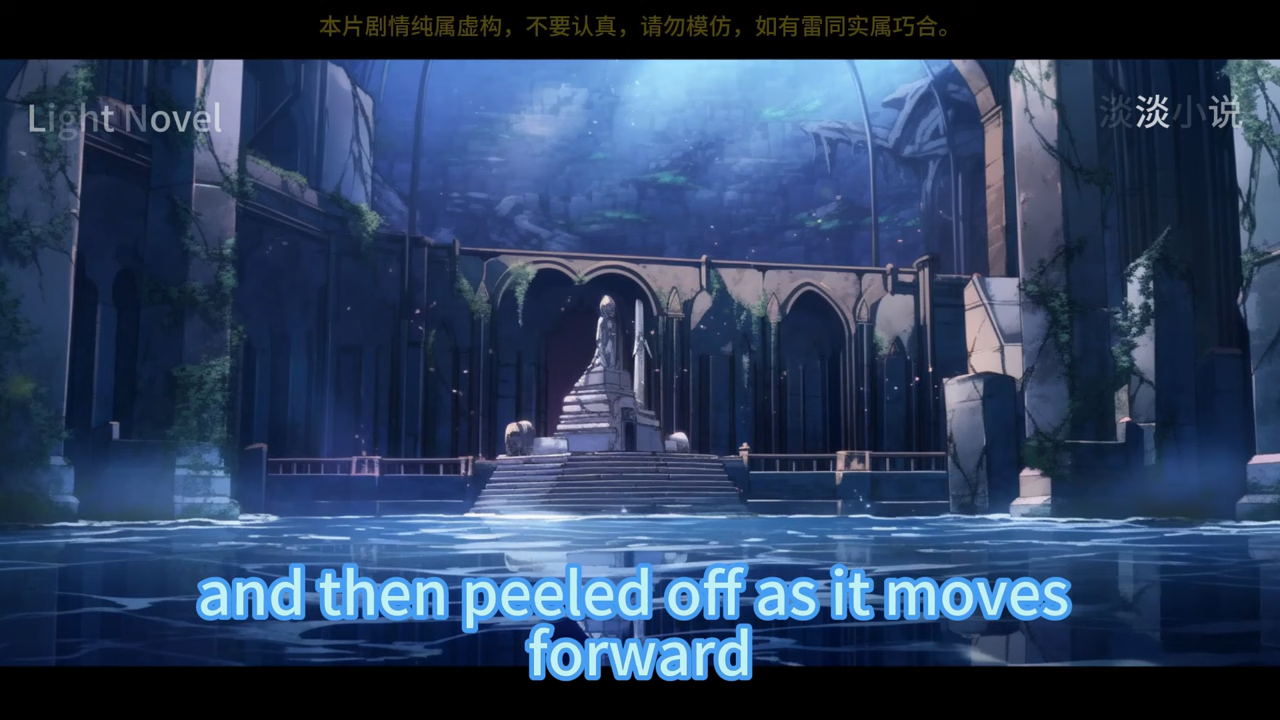 本片剧情纯属虚构，不要认真，请勿模仿，如有雷同实属巧合。
Light Novel
淡淡小说
and then peeled off as it moves
forward